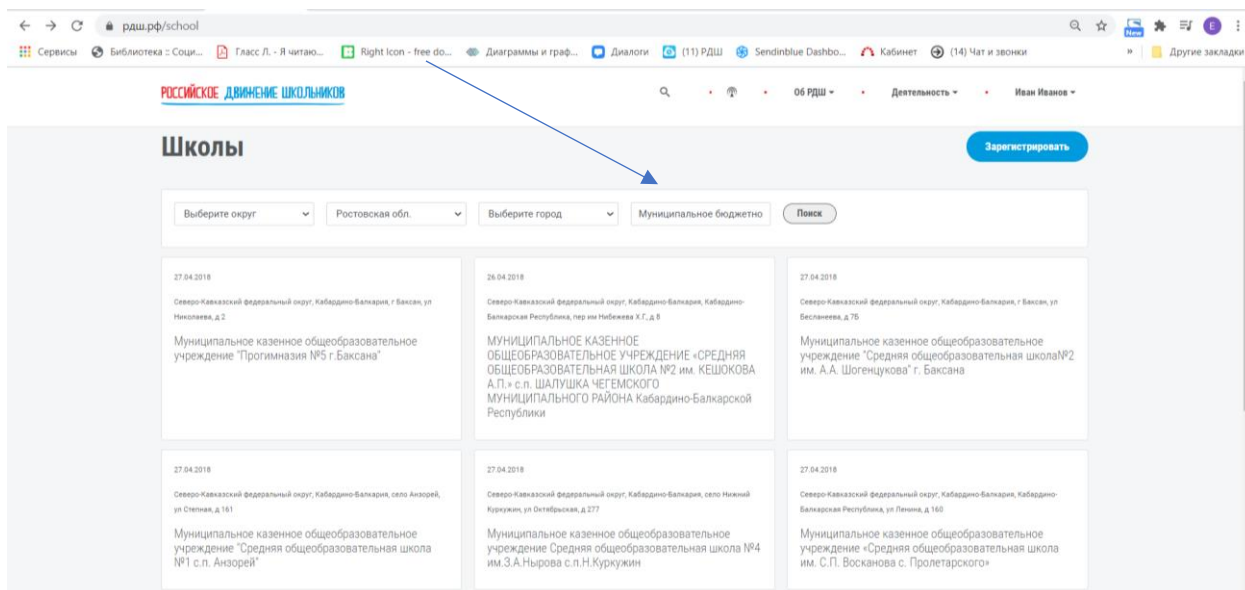 рдш.рф/school
Сервисы Библиотека :: Соци... Гласс Л. - Я читаю... Right Icon - free do... Диаграммы и граф... Диалоги (11) РДШ Sendinblue Dashbo... Кабинет (14) Чат и звонки » Другие закладки
New
E
РОССИЙСКОЕ ДВИЖЕНИЕ ШКОЛЬНИКОВ
Об РДШ Деятельность Иван Иванов
Школы
Зарегистрировать
Выберите округ Ростовская обл. Выберите город Муниципальное бюджетно Поиск
27.04.2018
Северо-Кавказский федеральный округ, Кабардино-Балкария, г Баксан, ул
Николаева, д 2
Муниципальное казенное общеобразовательное
учреждение "Прогимназия №5 г.Баксана"
26.04.2018
Северо-Кавказский федеральный округ, Кабардино-Балкария, Кабардино-
Балкарская Республика, пер им Нибежева Х.Г, д 8
МУНИЦИПАЛЬНОЕ КАЗЕННОЕ
ОБЩЕОБРАЗОВАТЕЛЬНОЕ УЧРЕЖДЕНИЕ «СРЕДНЯЯ
ОБЩЕОБРАЗОВАТЕЛЬНАЯ ШКОЛА №2 им. КЕШОКОВА
А.П.» с.п. ШАЛУШКА ЧЕГЕМСКОГО
МУНИЦИПАЛЬНОГО РАЙОНА Кабардино-Балкарской
Республики
27.04.2018
Северо-Кавказский федеральный округ, Кабардино-Балкария, г Баксан, ул
Бесланеева, д 7Б
Муниципальное казенное общеобразовательное
учреждение "Средняя общеобразовательная школа№2
им. А.А. Шогенцукова" г. Баксана
27.04.2018
Северо-Кавказский федеральный округ, Кабардино-Балкария, село Анзорей,
ул Степная, д 161
Муниципальное казенное общеобразовательное
учреждение "Средняя общеобразовательная школа
№1 с.п. Анзорей"
27.04.2018
Северо-Кавказский федеральный округ, Кабардино-Балкария, село Нижний
Куркужин, ул Октябрьская, д 277
Муниципальное казенное общеобразовательное
учреждение Средняя общеобразовательная школа №4
им.З.А.Нырова с.п.Н.Куркужин
27.04.2018
Северо-Кавказский федеральный округ, Кабардино-Балкария, Кабардино-
Балкарская Республика, ул Ленина, д 160
Муниципальное казенное общеобразовательное
учреждение «Средняя общеобразовательная школа
им. С.П. Восканова с. Пролетарского»